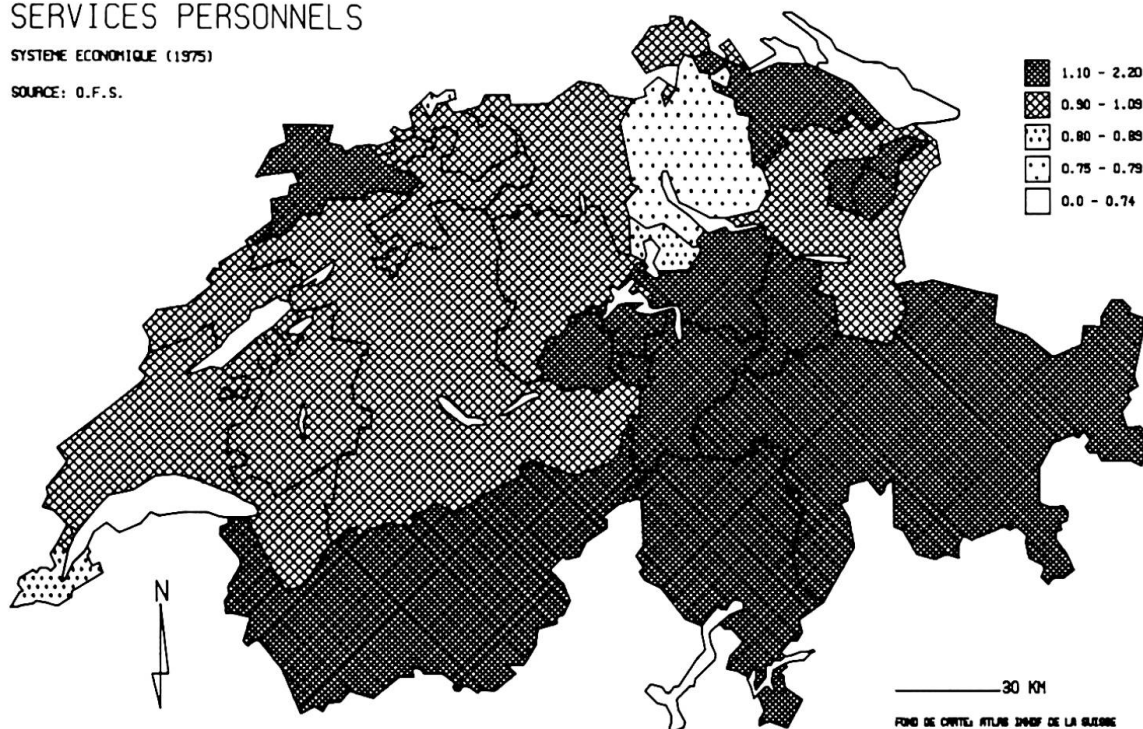 SERVICES PERSONNELS
SYSTEME ECONOMIQUE (1975)
SOURCE: O.F.S.
1.10 - 2.20
0.90 - 1.09
0.80 - 0.89
0.75 - 0.79
0.0 - 0.74
N
30 KM
FOND DE CARTE: ATLAS IMHOF DE LA SUISSE